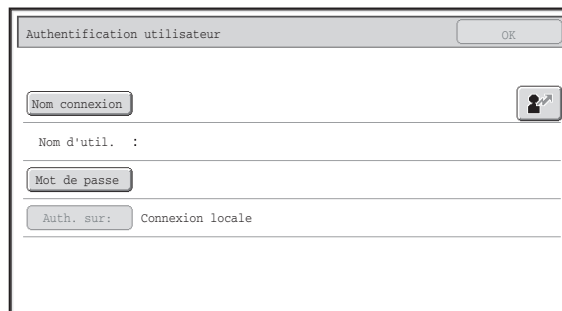 Authentification utilisateur OK
Nom connexion
Nom d'util. :
Mot de passe
Auth. sur: Connexion locale